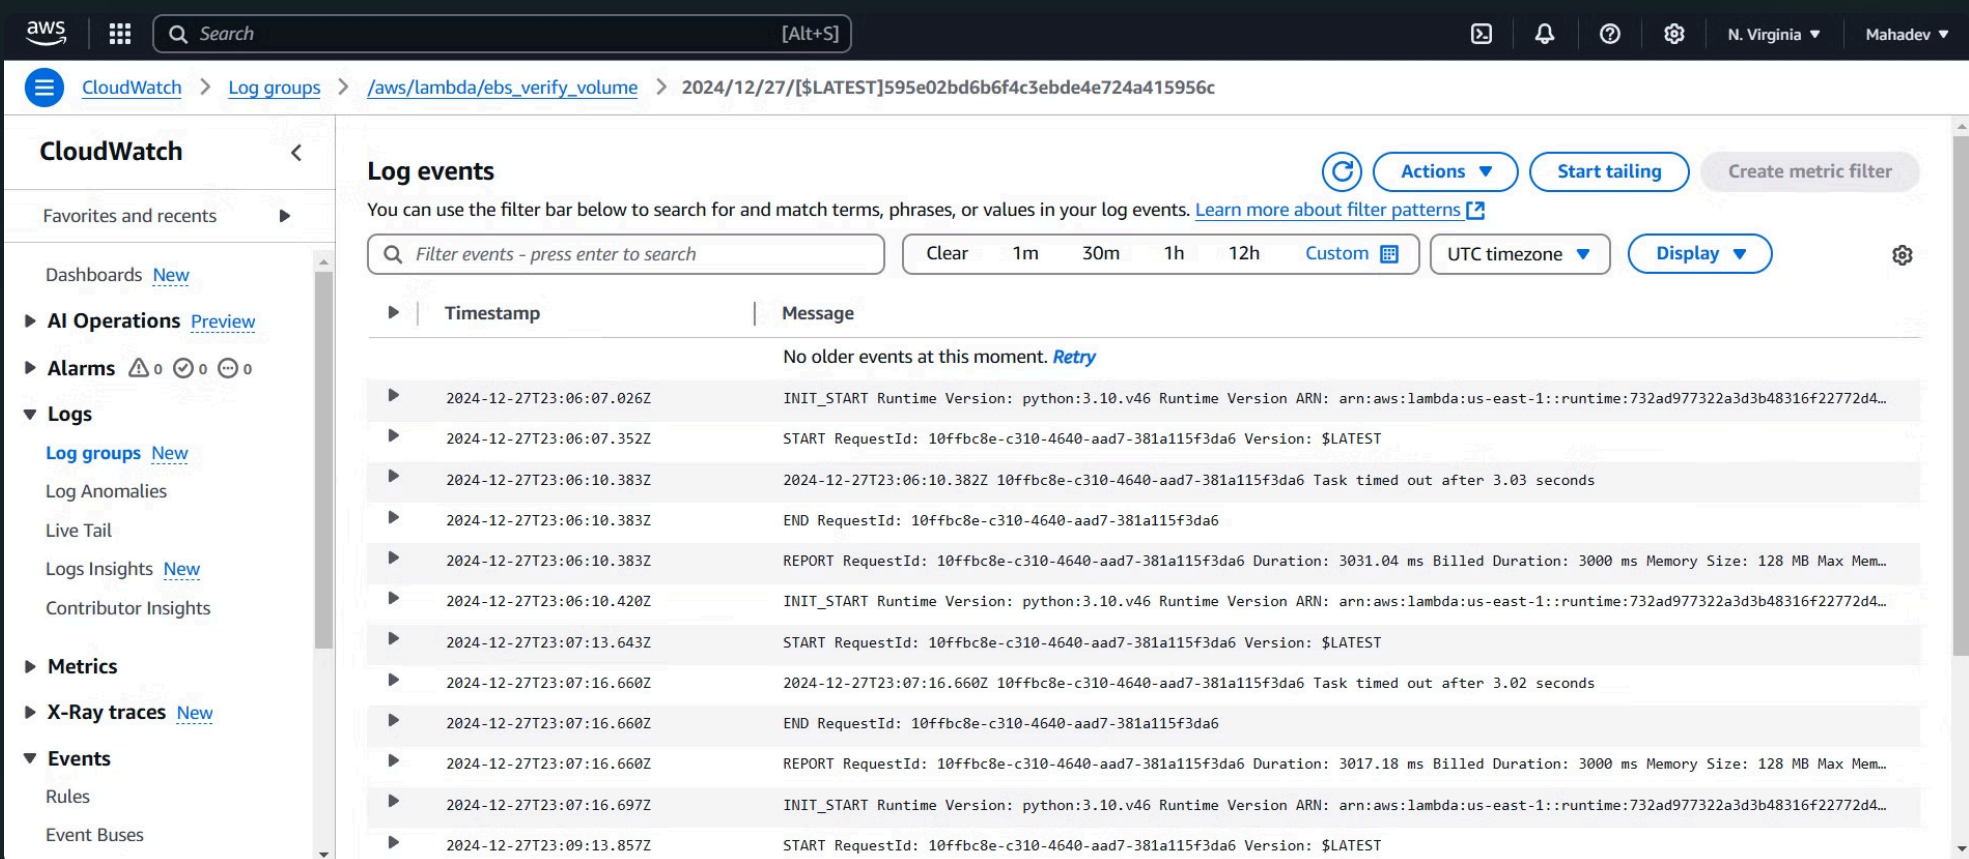 aws Search [Alt+S] N. Virginia Mahadev
CloudWatch Log groups /aws/lambda/ebs_verify_volume 2024/12/27/[$LATEST]595e02bd6b6f4c3ebde4e724a415956c
CloudWatch
Favorites and recents
Dashboards New
AI Operations Preview
Alarms 0 0 0
Logs
Log groups New
Log Anomalies
Live Tail
Logs Insights New
Contributor Insights
Metrics
X-Ray traces New
Events
Rules
Event Buses
Log events
Actions Start tailing Create metric filter
You can use the filter bar below to search for and match terms, phrases, or values in your log events. Learn more about filter patterns
Filter events - press enter to search Clear 1m 30m 1h 12h Custom UTC timezone Display
Timestamp Message
No older events at this moment. Retry
2024-12-27T23:06:07.026Z INIT_START Runtime Version: python:3.10.v46 Runtime Version ARN: arn:aws:lambda:us-east-1::runtime:732ad977322a3d3b48316f22772d4…
2024-12-27T23:06:07.352Z START RequestId: 10ffbc8e-c310-4640-aad7-381a115f3da6 Version: $LATEST
2024-12-27T23:06:10.383Z 2024-12-27T23:06:10.382Z 10ffbc8e-c310-4640-aad7-381a115f3da6 Task timed out after 3.03 seconds
2024-12-27T23:06:10.383Z END RequestId: 10ffbc8e-c310-4640-aad7-381a115f3da6
2024-12-27T23:06:10.383Z REPORT RequestId: 10ffbc8e-c310-4640-aad7-381a115f3da6 Duration: 3031.04 ms Billed Duration: 3000 ms Memory Size: 128 MB Max Mem…
2024-12-27T23:06:10.420Z INIT_START Runtime Version: python:3.10.v46 Runtime Version ARN: arn:aws:lambda:us-east-1::runtime:732ad977322a3d3b48316f22772d4…
2024-12-27T23:07:13.643Z START RequestId: 10ffbc8e-c310-4640-aad7-381a115f3da6 Version: $LATEST
2024-12-27T23:07:16.660Z 2024-12-27T23:07:16.660Z 10ffbc8e-c310-4640-aad7-381a115f3da6 Task timed out after 3.02 seconds
2024-12-27T23:07:16.660Z END RequestId: 10ffbc8e-c310-4640-aad7-381a115f3da6
2024-12-27T23:07:16.660Z REPORT RequestId: 10ffbc8e-c310-4640-aad7-381a115f3da6 Duration: 3017.18 ms Billed Duration: 3000 ms Memory Size: 128 MB Max Mem…
2024-12-27T23:07:16.697Z INIT_START Runtime Version: python:3.10.v46 Runtime Version ARN: arn:aws:lambda:us-east-1::runtime:732ad977322a3d3b48316f22772d4…
2024-12-27T23:09:13.857Z START RequestId: 10ffbc8e-c310-4640-aad7-381a115f3da6 Version: $LATEST